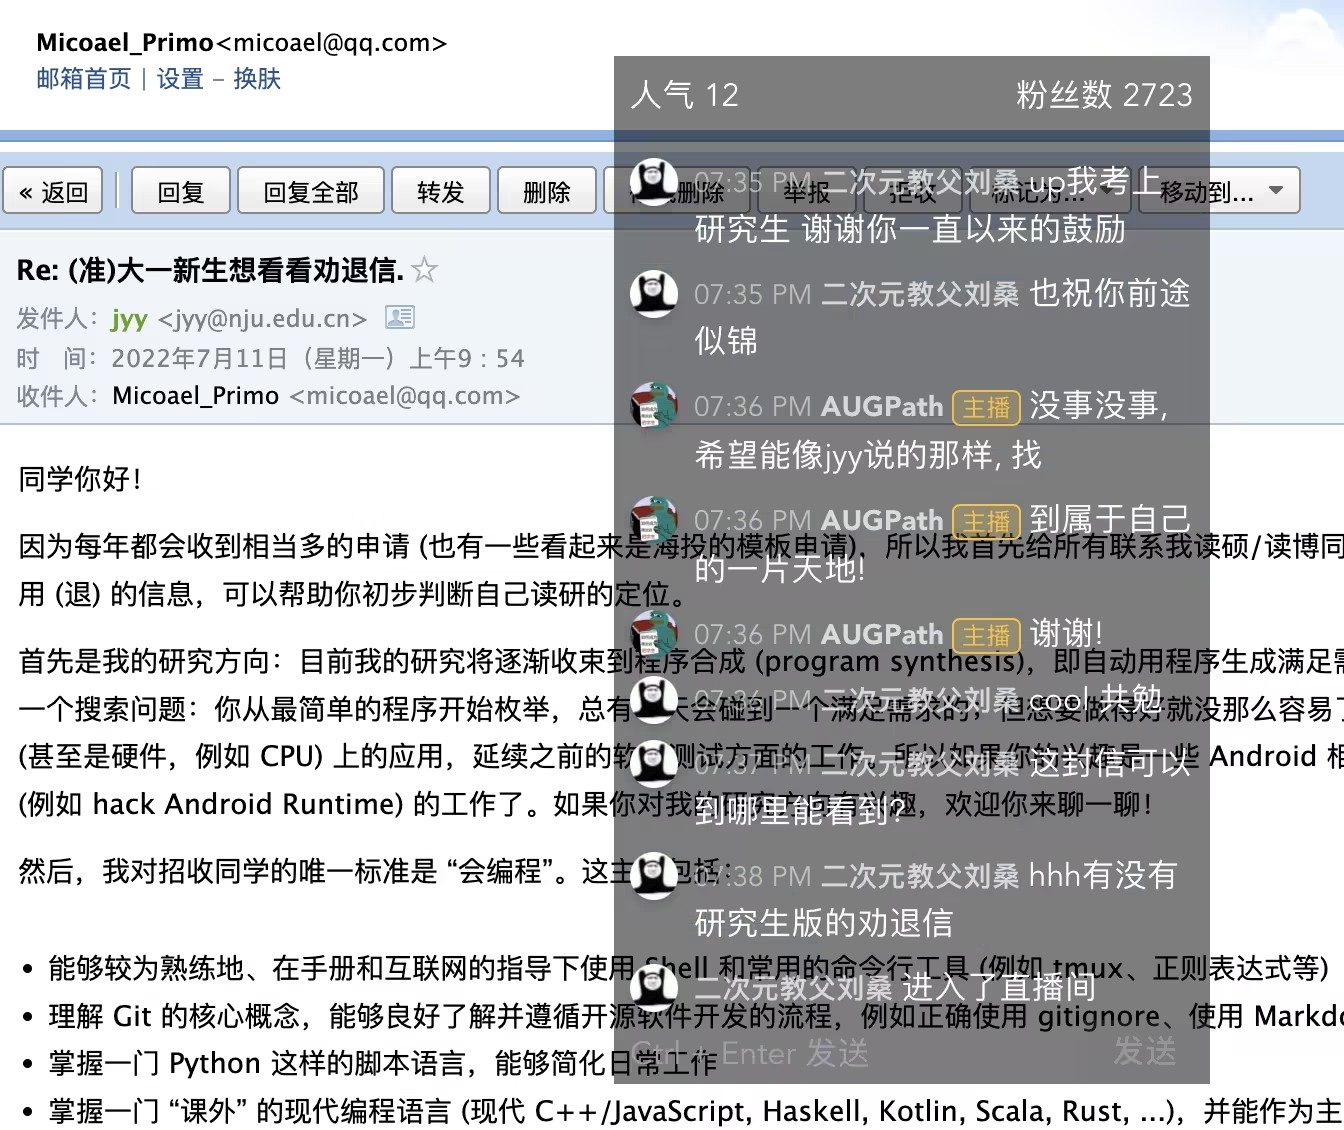 Micoael_Primo<micoael@qq.com>
邮箱首页 | 设置 - 换肤
« 返回
回复
回复全部
转发
删除
删除
举报
拒收
标记为...
移动到...
Re: (准)大一新生想看看劝退信.
发件人： jyy <jyy@nju.edu.cn>
时 间： 2022年7月11日（星期一）上午9：54
收件人： Micoael_Primo <micoael@qq.com>
同学你好！
因为每年都会收到相当多的申请 (也有一些看起来是海投的模板申请)，所以我首先给所有联系我读硕/读博同
用 (退) 的信息，可以帮助你初步判断自己读研的定位。
首先是我的研究方向：目前我的研究将逐渐收束到程序合成 (program synthesis)，即自动用程序生成满足
一个搜索问题：你从最简单的程序开始枚举，总有一天会碰到一个满足需求的，但想要做得好就没那么容易
(甚至是硬件，例如 CPU) 上的应用，延续之前的软件测试方面的工作。所以如果你的兴趣是一些 Android
(例如 hack Android Runtime) 的工作了。如果你对我的研究方向有兴趣，欢迎你来聊一聊！
然后，我对招收同学的唯一标准是 “会编程”。这主要包括：
• 能够较为熟练地、在手册和互联网的指导下使用 Shell 和常用的命令行工具 (例如 tmux、正则表达式等)
• 理解 Git 的核心概念，能够良好了解并遵循开源软件开发的流程，例如正确使用 gitignore、使用 Markdo
• 掌握一门 Python 这样的脚本语言，能够简化日常工作
• 掌握一门 “课外” 的现代编程语言 (现代 C++/JavaScript, Haskell, Kotlin, Scala, Rust, ...)，并能作为主
人气 12
粉丝数 2723
07:35 PM 二次元教父刘桑 up我考上
研究生 谢谢你一直以来的鼓励
07:35 PM 二次元教父刘桑 也祝你前途
似锦
07:36 PM AUGPath 主播 没事没事,
希望能像jyy说的那样, 找
07:36 PM AUGPath 主播 到属于自己
的一片天地!
07:36 PM AUGPath 主播 谢谢!
07:36 PM 二次元教父刘桑 cool 共勉
07:37 PM 二次元教父刘桑 这封信可以
到哪里能看到?
07:38 PM 二次元教父刘桑 hhh有没有
研究生版的劝退信
二次元教父刘桑 进入了直播间
Ctrl + Enter 发送
发送